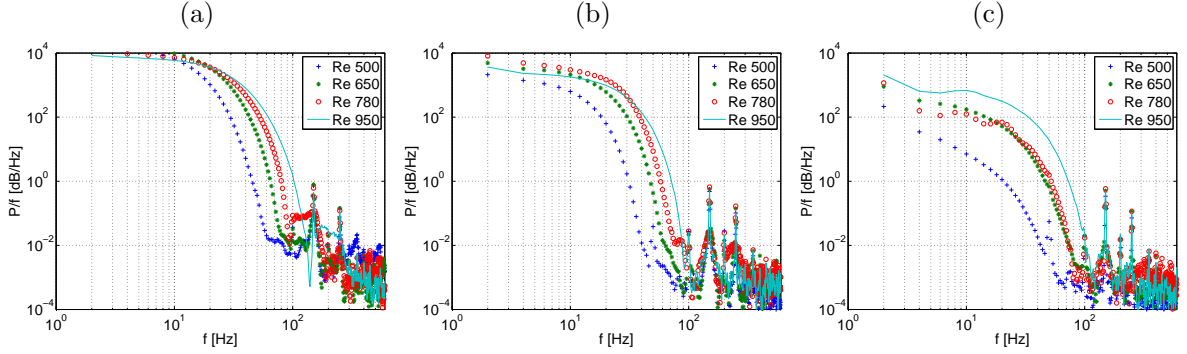 (a)
(b)
(c)
10^4
10^2
10^0
10^-2
10^-4
P/f [dB/Hz]
10^0
10^1
10^2
f [Hz]
Re 500
Re 650
Re 780
Re 950
10^4
10^2
10^0
10^-2
10^-4
P/f [dB/Hz]
10^0
10^1
10^2
f [Hz]
Re 500
Re 650
Re 780
Re 950
10^4
10^2
10^0
10^-2
10^-4
P/f [dB/Hz]
10^0
10^1
10^2
f [Hz]
Re 500
Re 650
Re 780
Re 950